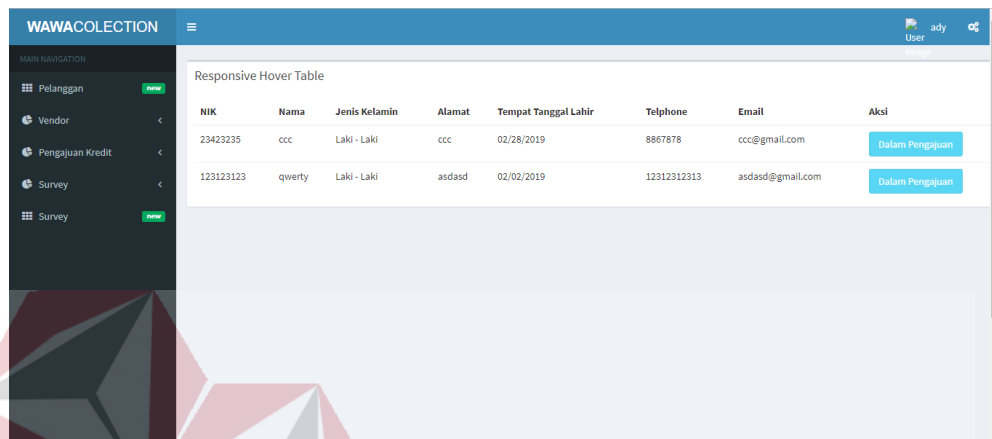 WAWACOLECTION
User Image ady
MAIN NAVIGATION
Pelanggan new
Vendor
Pengajuan Kredit
Survey
Survey new
Responsive Hover Table
NIK Nama Jenis Kelamin Alamat Tempat Tanggal Lahir Telphone Email Aksi
23423235 ccc Laki - Laki ccc 02/28/2019 8867878 ccc@gmail.com Dalam Pengajuan
123123123 qwerty Laki - Laki asdasd 02/02/2019 12312312313 asdasd@gmail.com Dalam Pengajuan